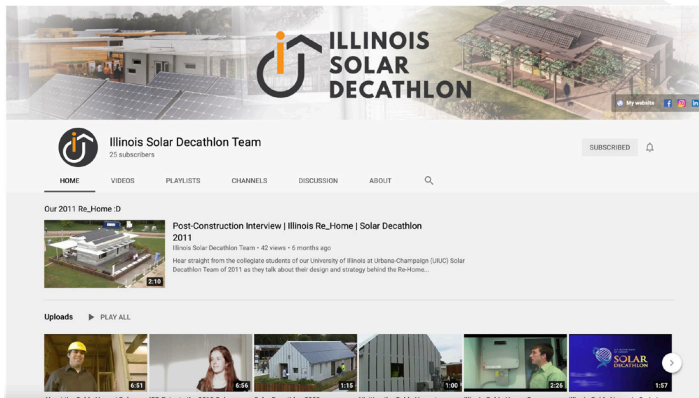 ILLINOIS
SOLAR
DECATHLON
My website
Illinois Solar Decathlon Team
25 subscribers
SUBSCRIBED
HOME VIDEOS PLAYLISTS CHANNELS DISCUSSION ABOUT
Our 2011 Re_Home :D
Post-Construction Interview | Illinois Re_Home | Solar Decathlon
2011
Illinois Solar Decathlon Team • 42 views • 6 months ago
Hear straight from the collegiate students of our University of Illinois at Urbana-Champaign (UIUC) Solar
Decathlon Team of 2011 as they talk about their design and strategy behind the Re-Home...
2:10
Uploads PLAY ALL
SOLAR
DECATHLON
6:51 6:56 1:15 1:00 2:26 1:57